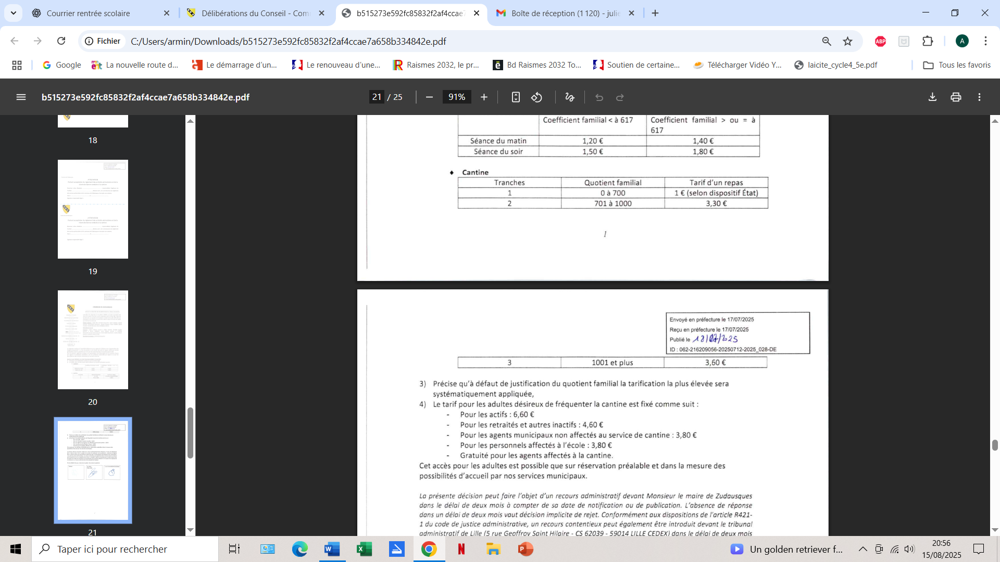 Courrier rentrée scolaire
Délibérations du Conseil - Com
b515273e592fc85832f2af4ccae7
Boîte de réception (1 120) - julie
Fichier
C:/Users/armin/Downloads/b515273e592fc85832f2af4ccae7a658b334842e.pdf
ABP
A
Google
La nouvelle route d...
Le démarrage d'un...
Le renouveau d'une...
Raismes 2032, le pr...
Bd Raismes 2032 To...
Soutien de certaine...
Télécharger Vidéo Y...
laicite_cycle4_5e.pdf
Tous les favoris
b515273e592fc85832f2af4ccae7a658b334842e.pdf
21 / 25
91%
18
19
20
21
Coefficient familial < à 617
Coefficient familial > ou = à
617
Séance du matin 1,20 € 1,40 €
Séance du soir 1,50 € 1,80 €
♦ Cantine
Tranches Quotient familial Tarif d'un repas
1 0 à 700 1 € (selon dispositif État)
2 701 à 1000 3,30 €
1
Envoyé en préfecture le 17/07/2025
Reçu en préfecture le 17/07/2025
Publié le 18/07/2025
ID : 062-216209056-20250712-2025_028-DE
3 1001 et plus 3,60 €
3) Précise qu'à défaut de justification du quotient familial la tarification la plus élevée sera
systématiquement appliquée,
4) Le tarif pour les adultes désireux de fréquenter la cantine est fixé comme suit :
- Pour les actifs : 6,60 €
- Pour les retraités et autres inactifs : 4,60 €
- Pour les agents municipaux non affectés au service de cantine : 3,80 €
- Pour les personnels affectés à l'école : 3,80 €
- Gratuité pour les agents affectés à la cantine.
Cet accès pour les adultes est possible que sur réservation préalable et dans la mesure des
possibilités d'accueil par nos services municipaux.
La présente décision peut faire l'objet d'un recours administratif devant Monsieur le maire de Zudausques
dans le délai de deux mois à compter de sa date de notification ou de publication. L'absence de réponse
dans un délai de deux mois vaut décision implicite de rejet. Conformément aux dispositions de l'article R421-
1 du code de justice administrative, un recours contentieux peut également être introduit devant le tribunal
administratif de Lille (5 rue Geoffroy Saint Hilaire - CS 62039 - 59014 LILLE CEDEX) dans le délai de deux mois
Taper ici pour rechercher
Un golden retriever f...
20:56
15/08/2025